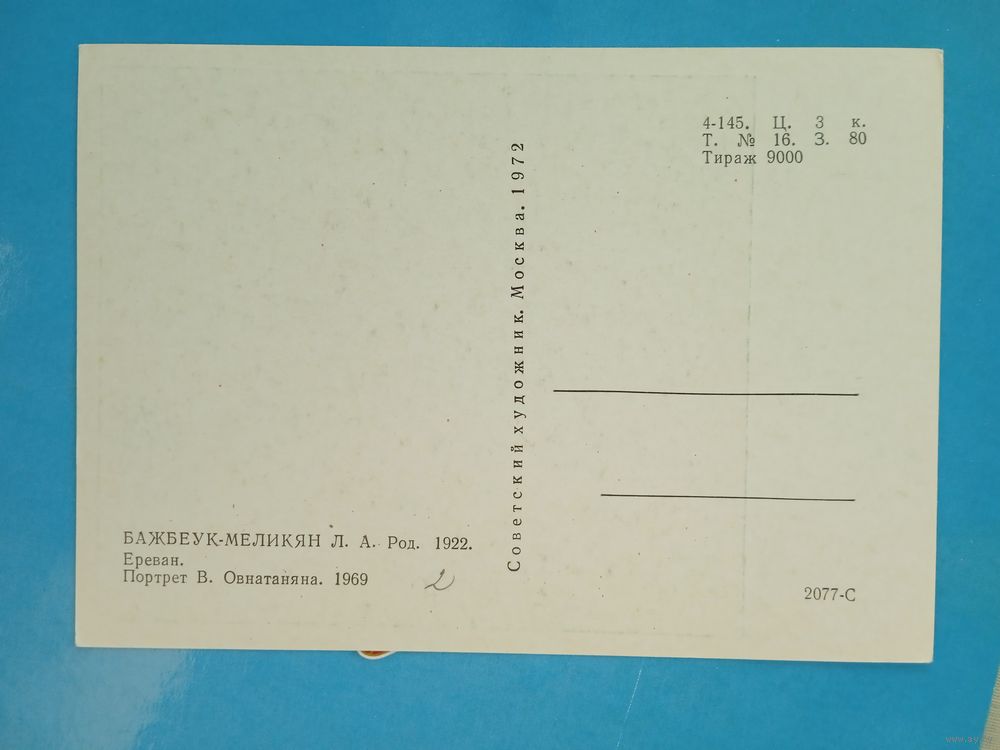 4-145. Ц. 3 к.
Т. № 16. З. 80
Тираж 9000
Советский художник. Москва. 1972
БАЖБЕУК-МЕЛИКЯН Л. А. Род. 1922.
Ереван.
Портрет В. Овнатаняна. 1969
2
2077-С